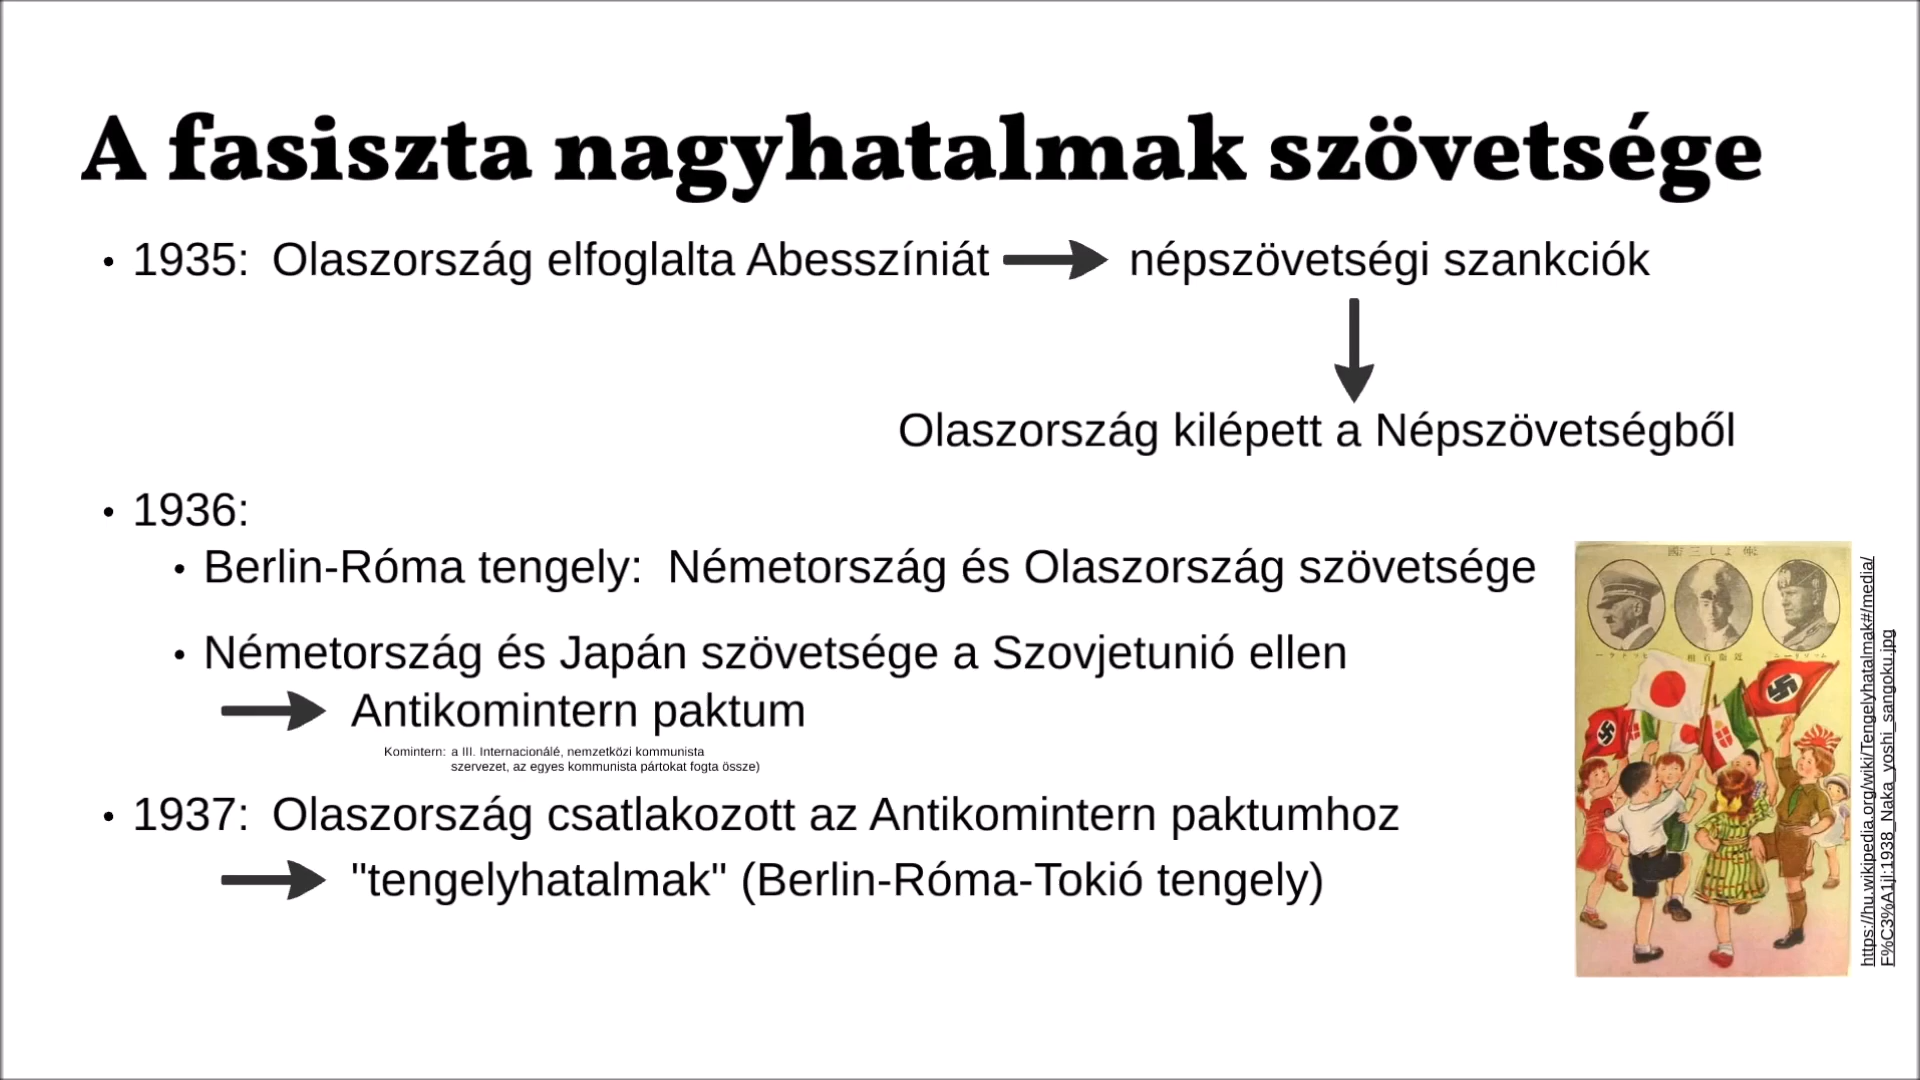 A fasiszta nagyhatalmak szövetsége
• 1935: Olaszország elfoglalta Abesszíniát népszövetségi szankciók
Olaszország kilépett a Népszövetségből
• 1936:
• Berlin-Róma tengely: Németország és Olaszország szövetsége
• Németország és Japán szövetsége a Szovjetunió ellen
Antikomintern paktum
Komintern: a III. Internacionálé, nemzetközi kommunista
szervezet, az egyes kommunista pártokat fogta össze)
• 1937: Olaszország csatlakozott az Antikomintern paktumhoz
"tengelyhatalmak" (Berlin-Róma-Tokió tengely)
https://hu.wikipedia.org/wiki/Tengelyhatalmak#/media/
F%C3%A1jl:1938_Naka_yoshi_sangoku.jpg